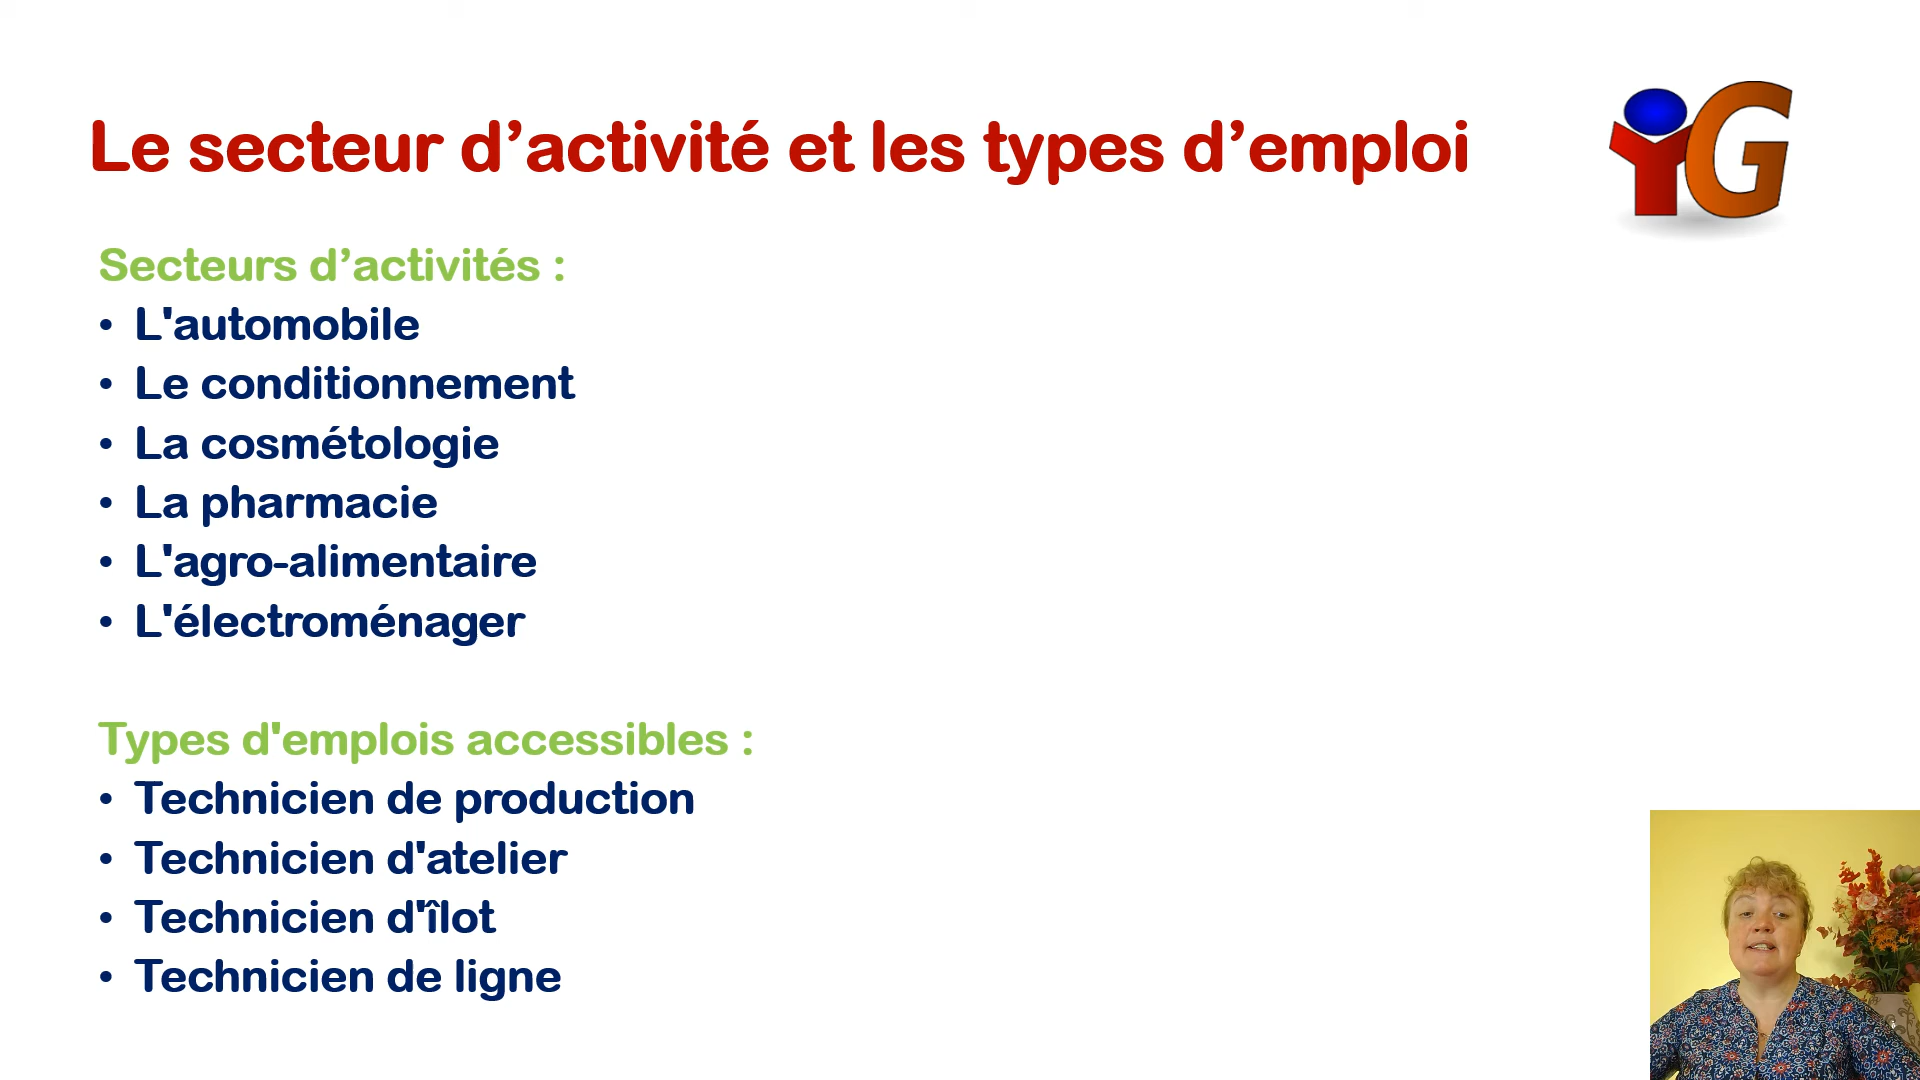 Le secteur d’activité et les types d’emploi
YG
Secteurs d’activités :
• L'automobile
• Le conditionnement
• La cosmétologie
• La pharmacie
• L'agro-alimentaire
• L'électroménager
Types d'emplois accessibles :
• Technicien de production
• Technicien d'atelier
• Technicien d'îlot
• Technicien de ligne